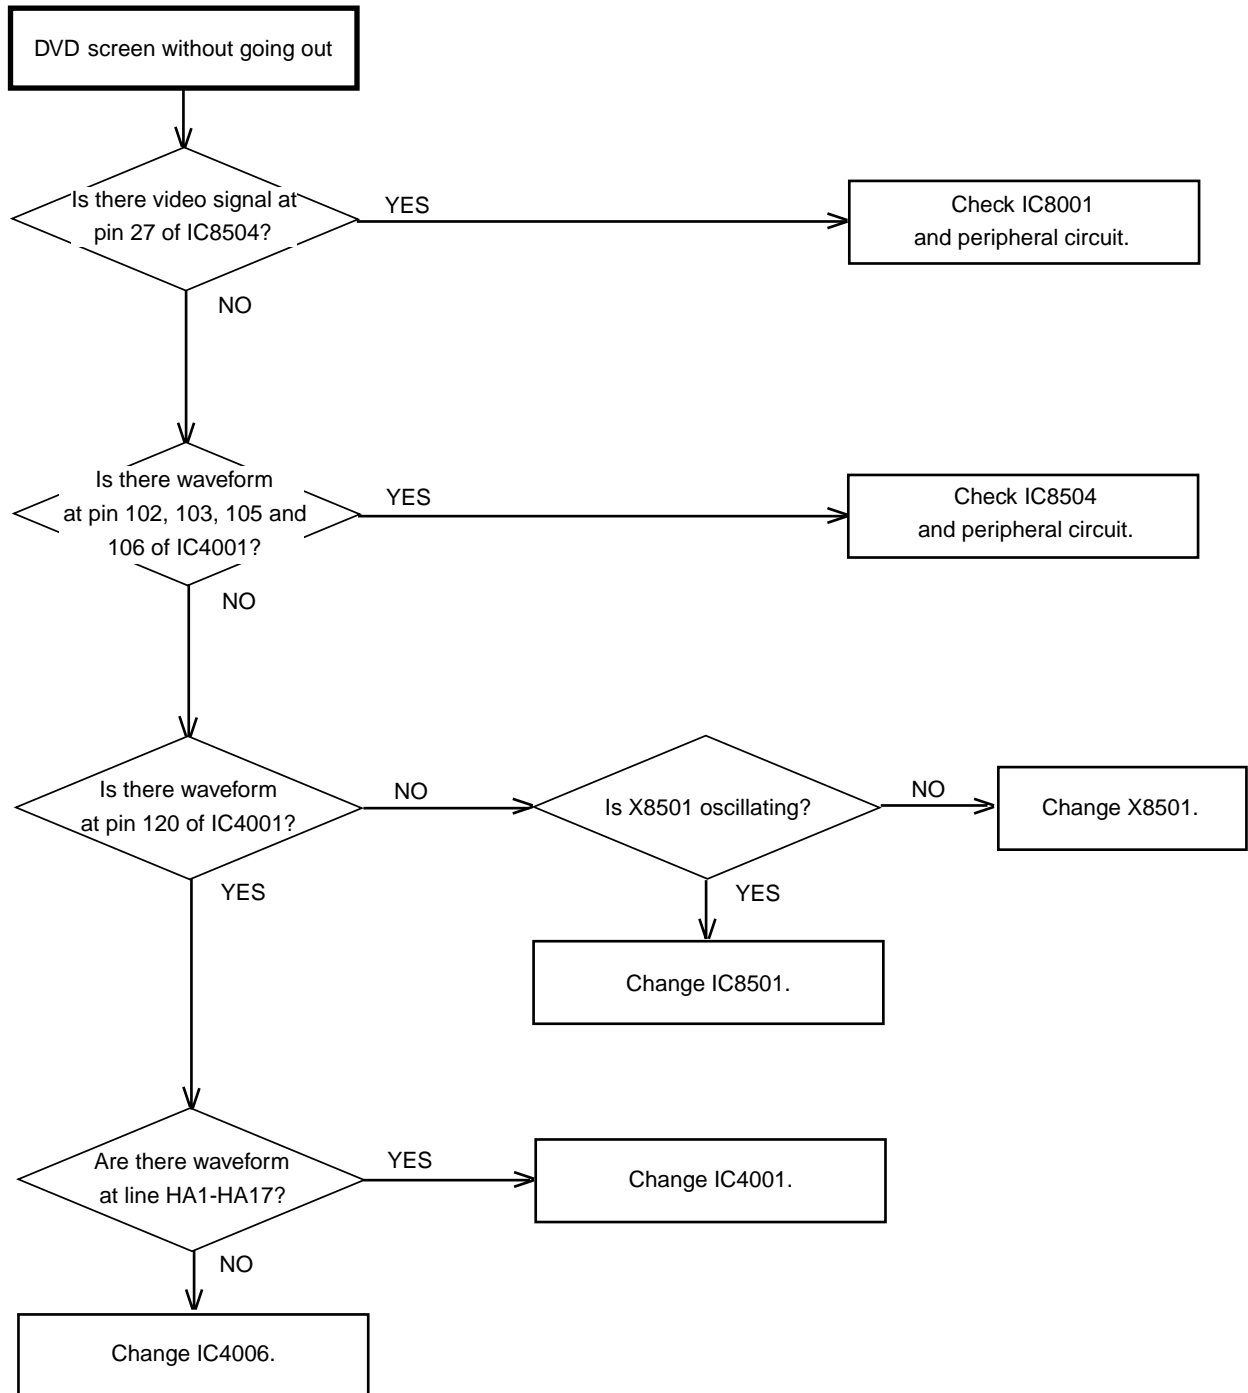 DVD screen without going out
Is there video signal at
pin 27 of IC8504?
YES
Check IC8001
and peripheral circuit.
NO
Is there waveform
at pin 102, 103, 105 and
106 of IC4001?
YES
Check IC8504
and peripheral circuit.
NO
Is there waveform
at pin 120 of IC4001?
NO
Is X8501 oscillating?
NO
Change X8501.
YES
YES
Change IC8501.
Are there waveform
at line HA1-HA17?
YES
Change IC4001.
NO
Change IC4006.